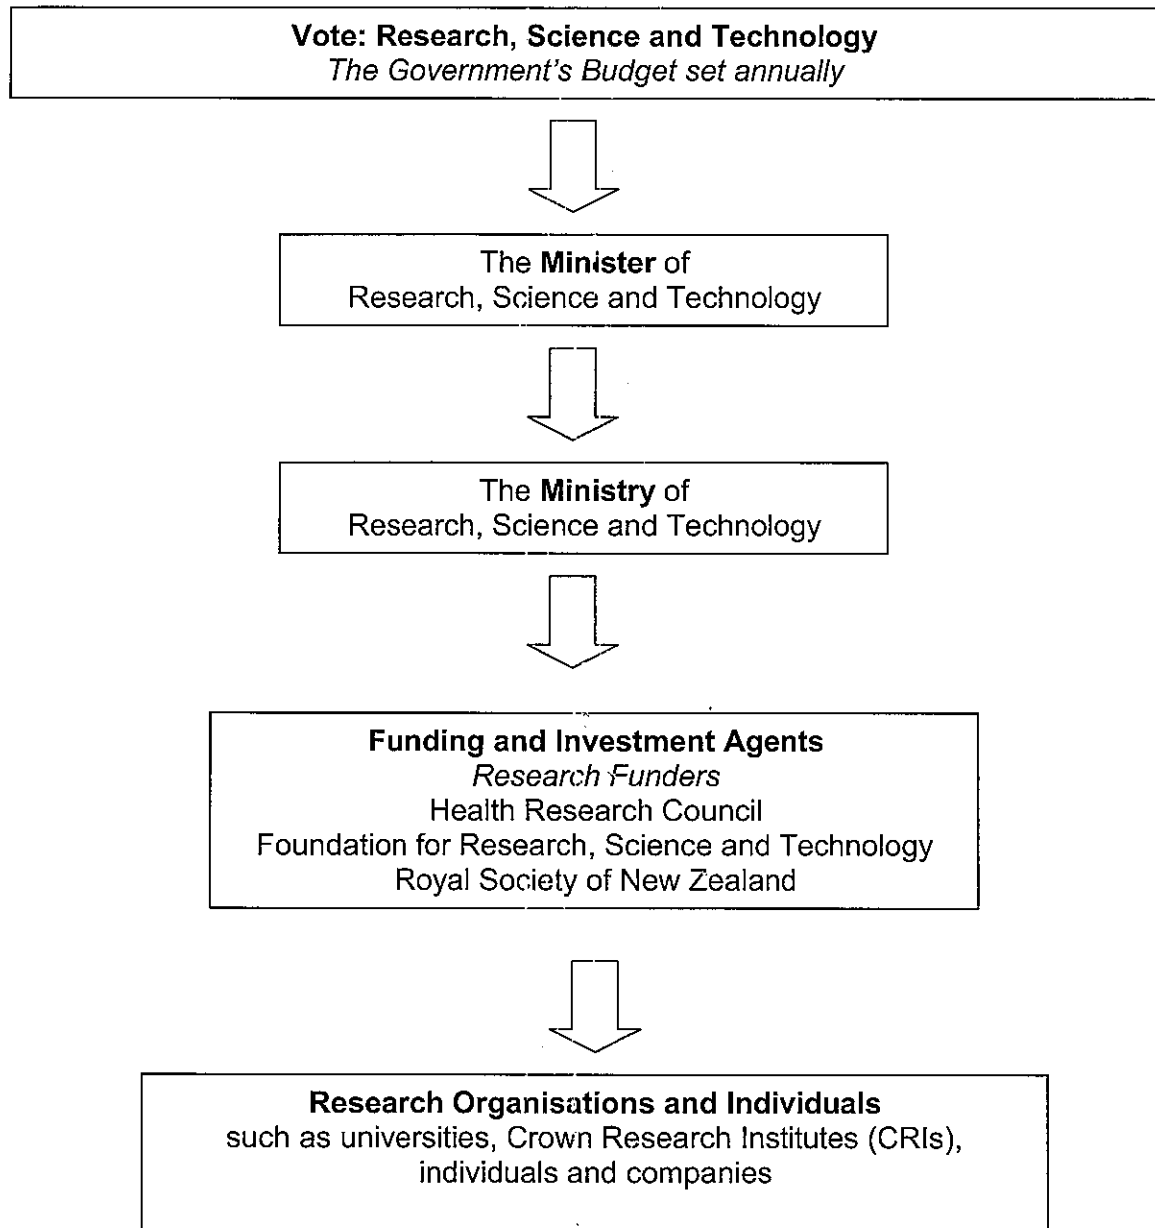 Vote: Research, Science and Technology
The Government's Budget set annually
The Minister of
Research, Science and Technology
The Ministry of
Research, Science and Technology
Funding and Investment Agents
Research Funders
Health Research Council
Foundation for Research, Science and Technology
Royal Society of New Zealand
Research Organisations and Individuals
such as universities, Crown Research Institutes (CRIs),
individuals and companies